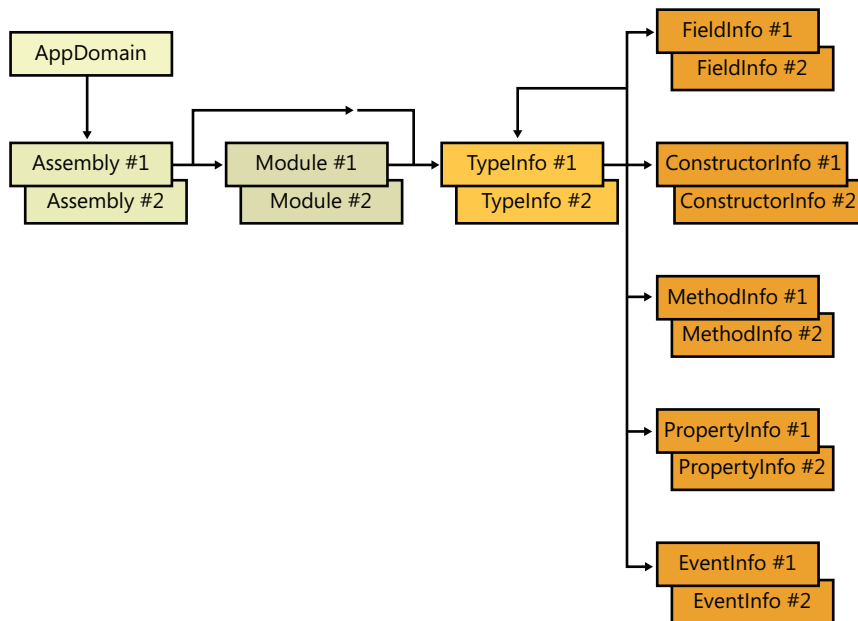 AppDomain
Assembly #1
Assembly #2
Module #1
Module #2
TypeInfo #1
TypeInfo #2
FieldInfo #1
FieldInfo #2
ConstructorInfo #1
ConstructorInfo #2
MethodInfo #1
MethodInfo #2
PropertyInfo #1
PropertyInfo #2
EventInfo #1
EventInfo #2